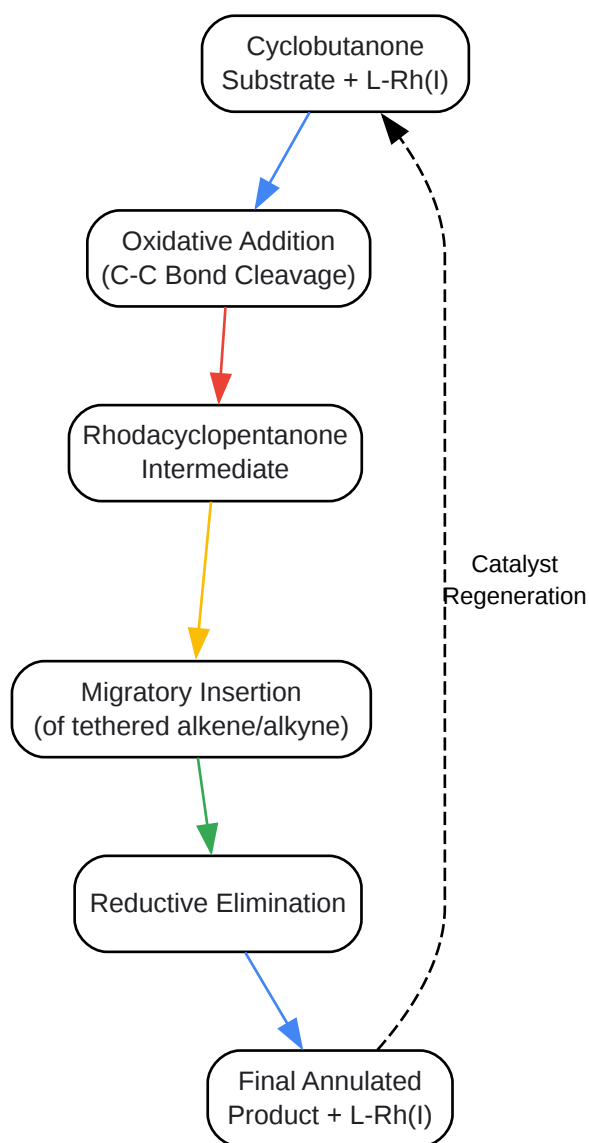 Cyclobutanone
Substrate + L-Rh(I)
Oxidative Addition
(C-C Bond Cleavage)
Rhodacyclopentanone
Intermediate
Catalyst
Regeneration
Migratory Insertion
(of tethered alkene/alkyne)
Reductive Elimination
Final Annulated
Product + L-Rh(I)